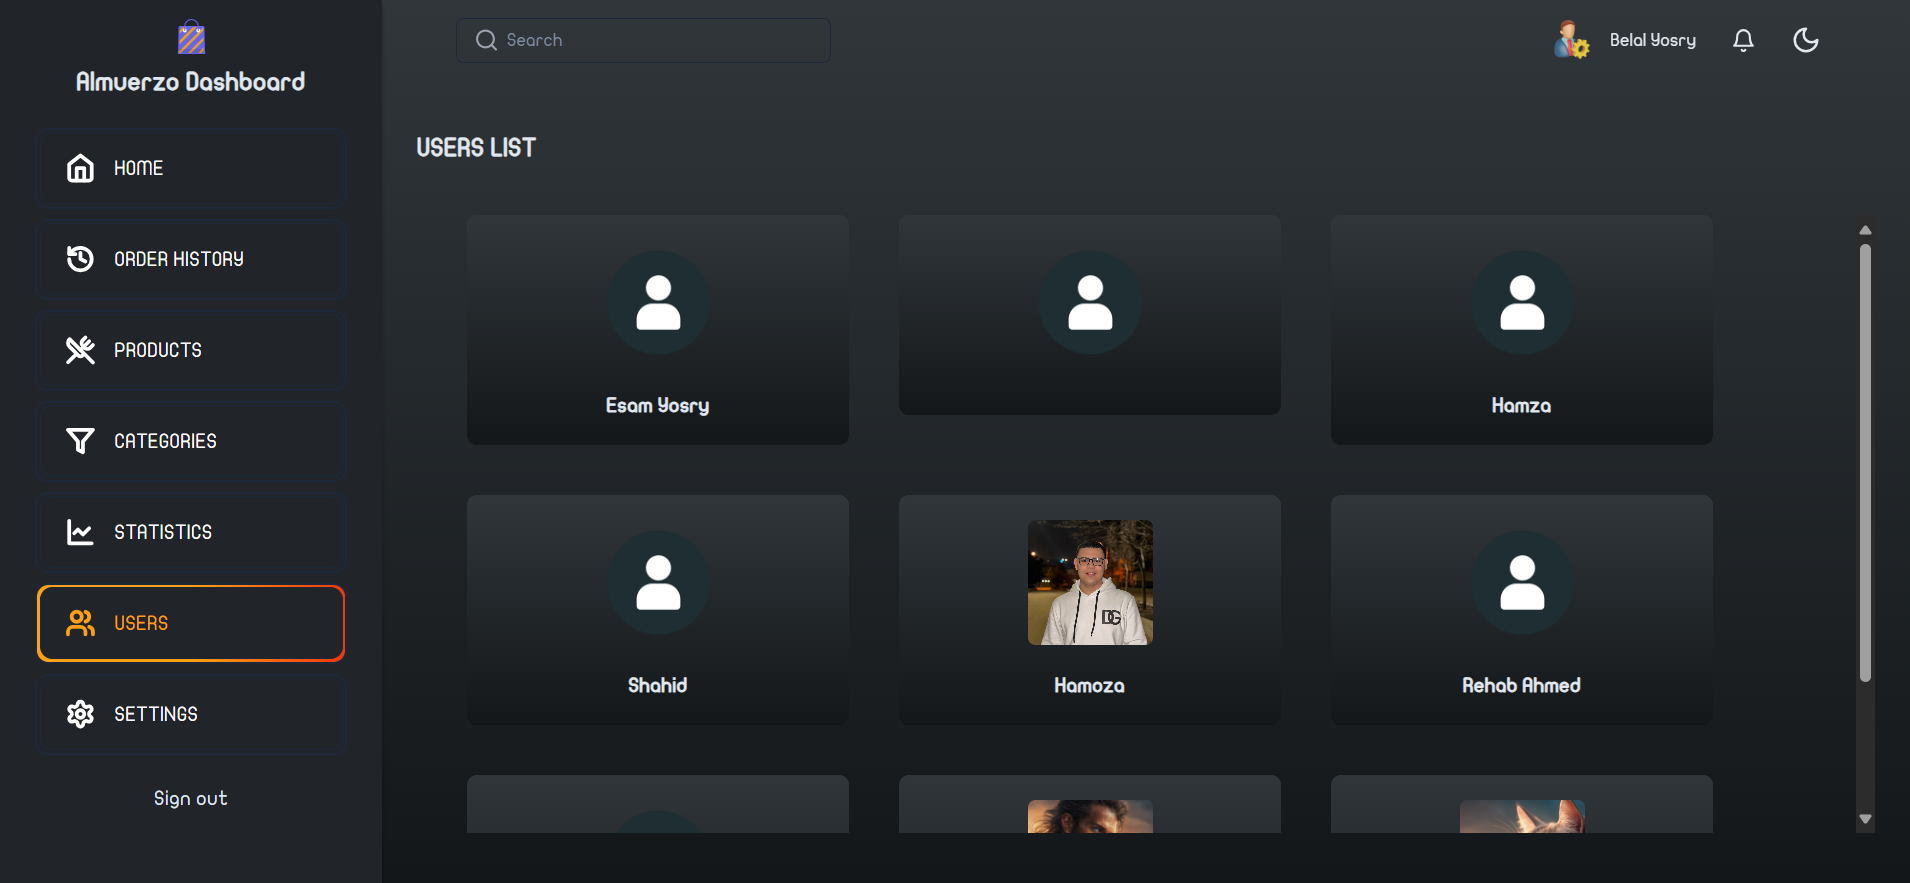 Almuerzo Dashboard
HOME
ORDER HISTORY
PRODUCTS
CATEGORIES
STATISTICS
USERS
SETTINGS
Sign out
Search
Belal Yosry
USERS LIST
Esam Yosry
Hamza
Shahid
Hamoza
DG
Rehab Ahmed